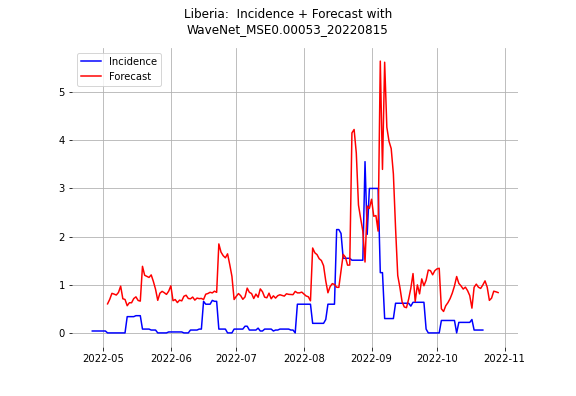 Liberia:  Incidence + Forecast with
WaveNet_MSE0.00053_20220815
Incidence
Forecast
5
4
3
2
1
0
2022-05 2022-06 2022-07 2022-08 2022-09 2022-10 2022-11